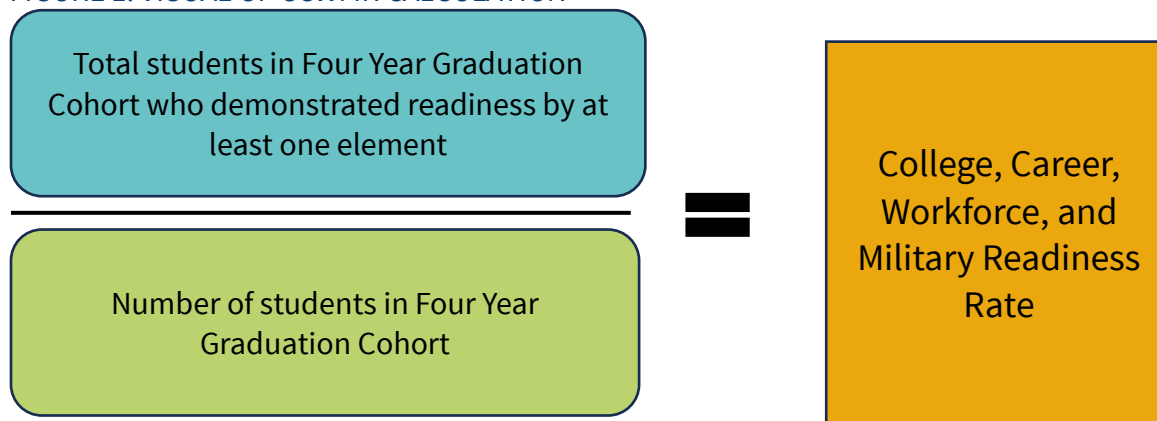 Total students in Four Year Graduation
Cohort who demonstrated readiness by at
least one element
Number of students in Four Year
Graduation Cohort
College, Career,
Workforce, and
Military Readiness
Rate